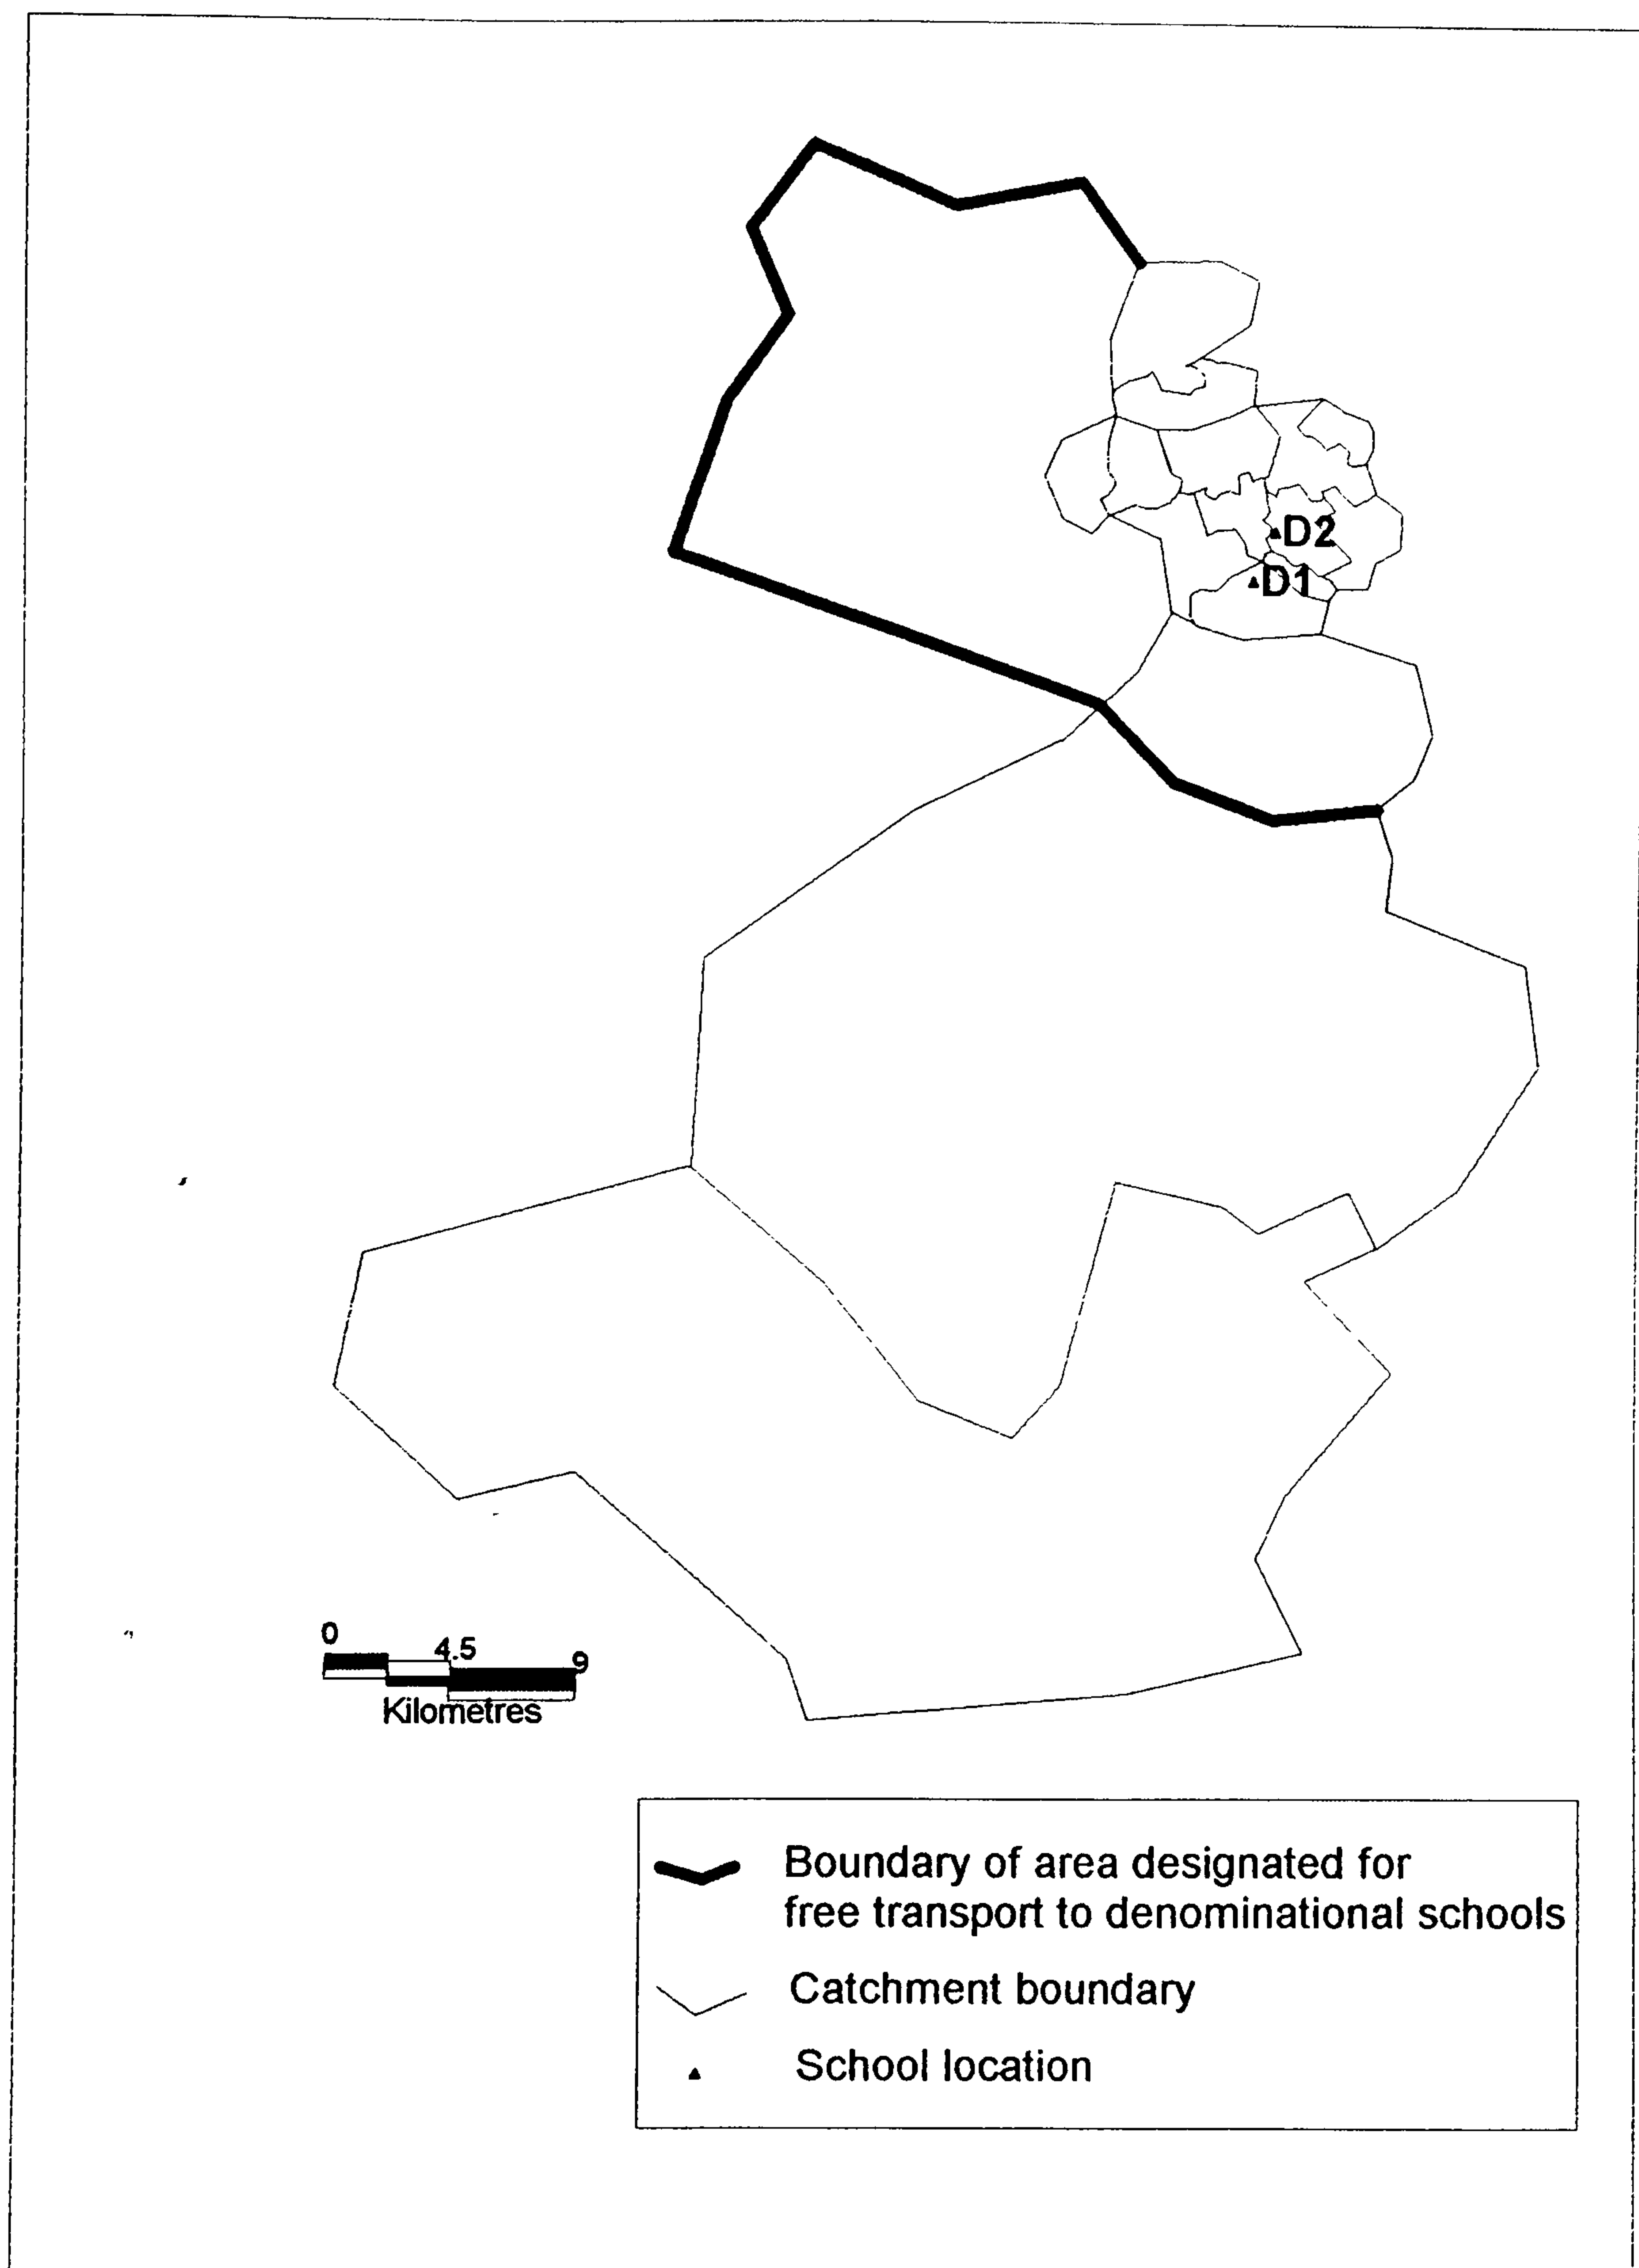 D2
D1
0
4.5
9
Kilometres
Boundary of area designated for
free transport to denominational schools
Catchment boundary
School location